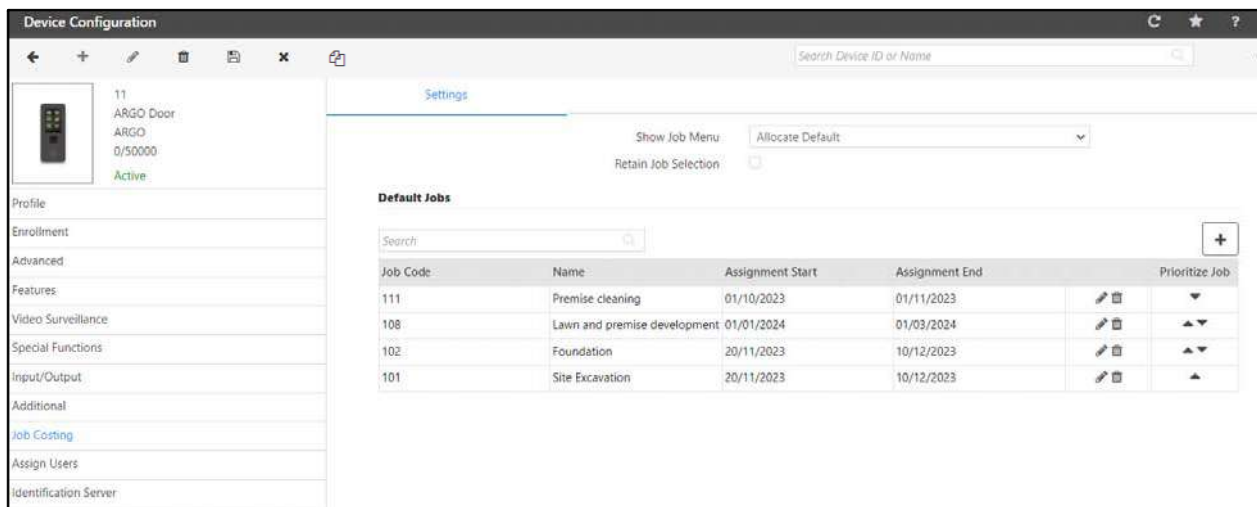 Device Configuration
?
Search Device ID or Name
11
ARGO Door
ARGO
0/50000
Active
Profile
Enrollment
Advanced
Features
Video Surveillance
Special Functions
Input/Output
Additional
Job Costing
Assign Users
Identification Server
Settings
Show Job Menu Allocate Default
Retain Job Selection
Default Jobs
Search
+
Job Code Name Assignment Start Assignment End Prioritize Job
111 Premise cleaning 01/10/2023 01/11/2023
108 Lawn and premise development 01/01/2024 01/03/2024
102 Foundation 20/11/2023 10/12/2023
101 Site Excavation 20/11/2023 10/12/2023